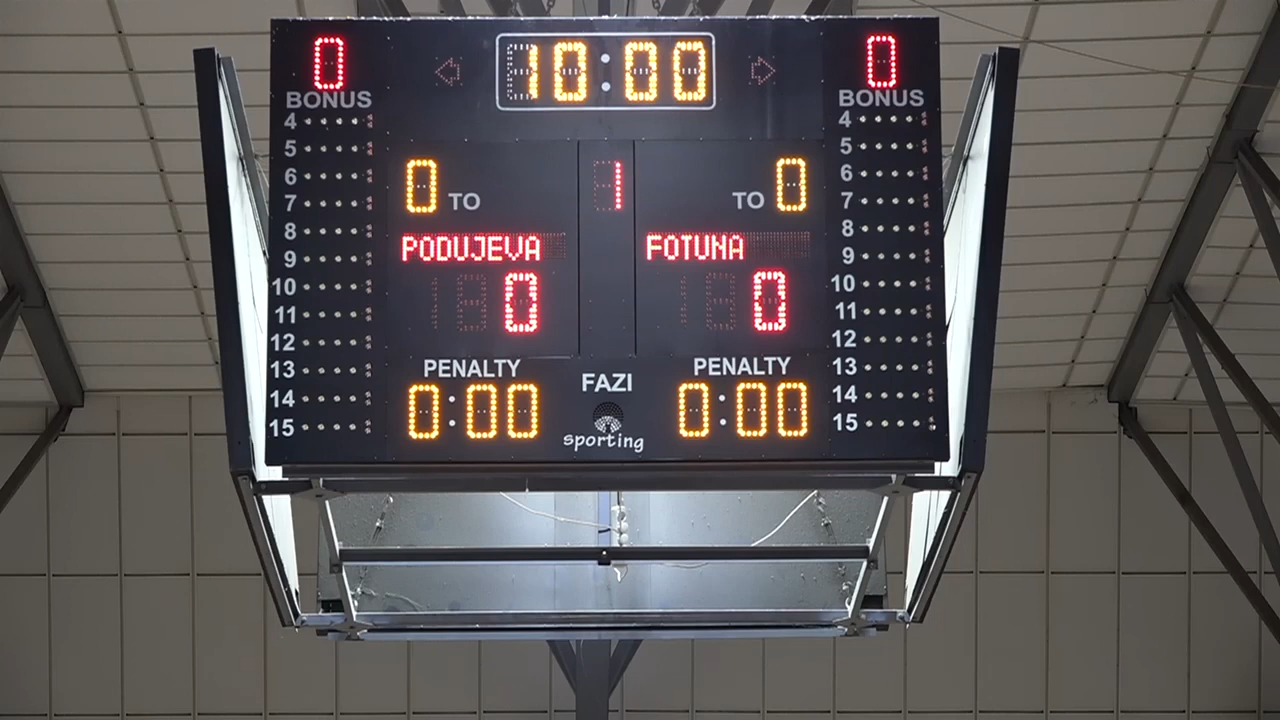 0 10:00 0
BONUS BONUS
0 TO 1 TO 0
PODUJEVA FOTUNA
0 0
PENALTY FAZI PENALTY
0:00 0:00
sporting
4 4
5 5
6 6
7 7
8 8
9 9
10 10
11 11
12 12
13 13
14 14
15 15